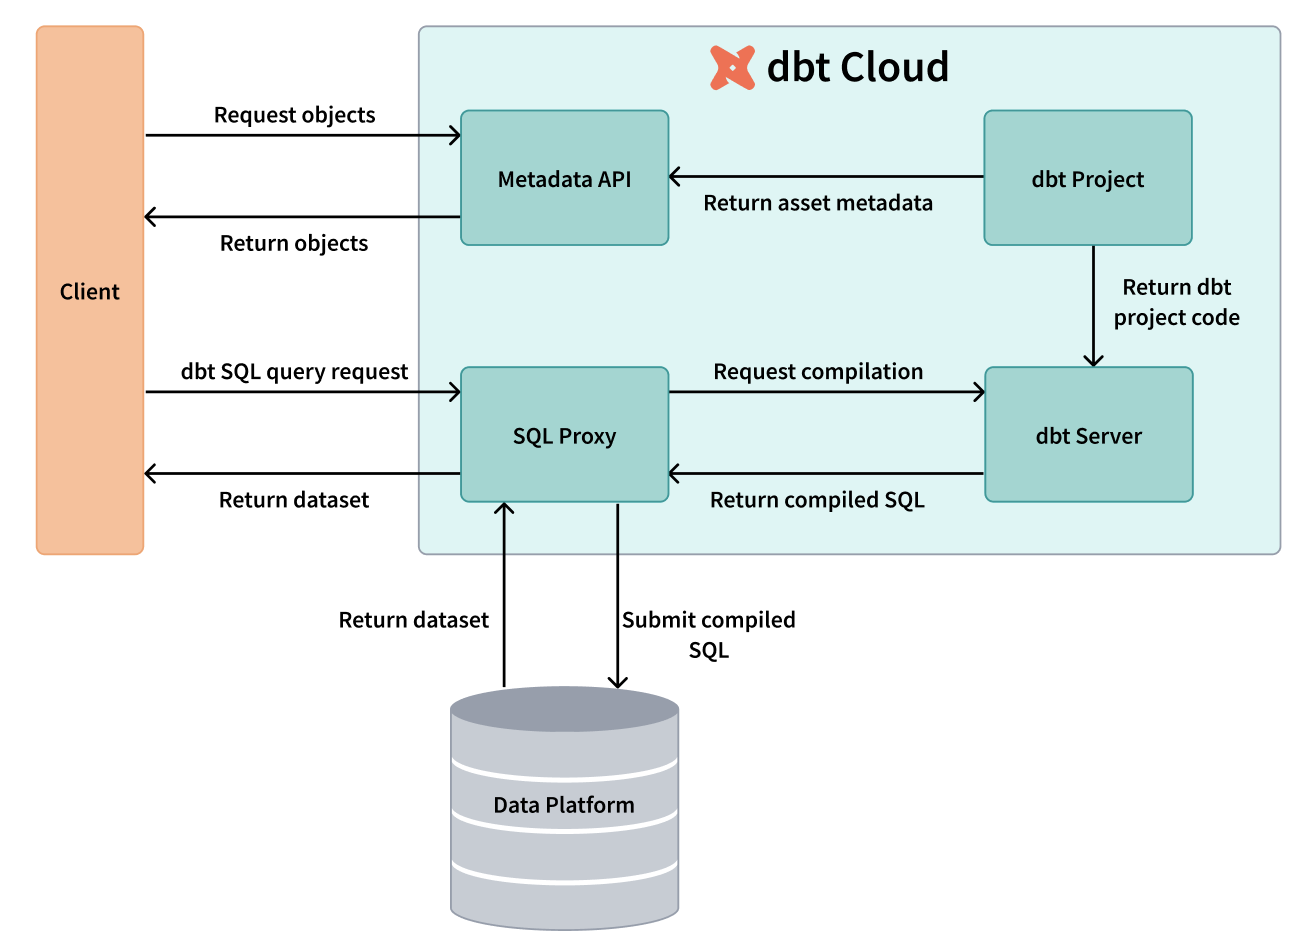 dbt Cloud
Request objects
Metadata API
dbt Project
Return asset metadata
Return objects
Client
Return dbt
project code
dbt SQL query request
Request compilation
SQL Proxy
dbt Server
Return dataset
Return compiled SQL
Return dataset
Submit compiled
SQL
Data Platform